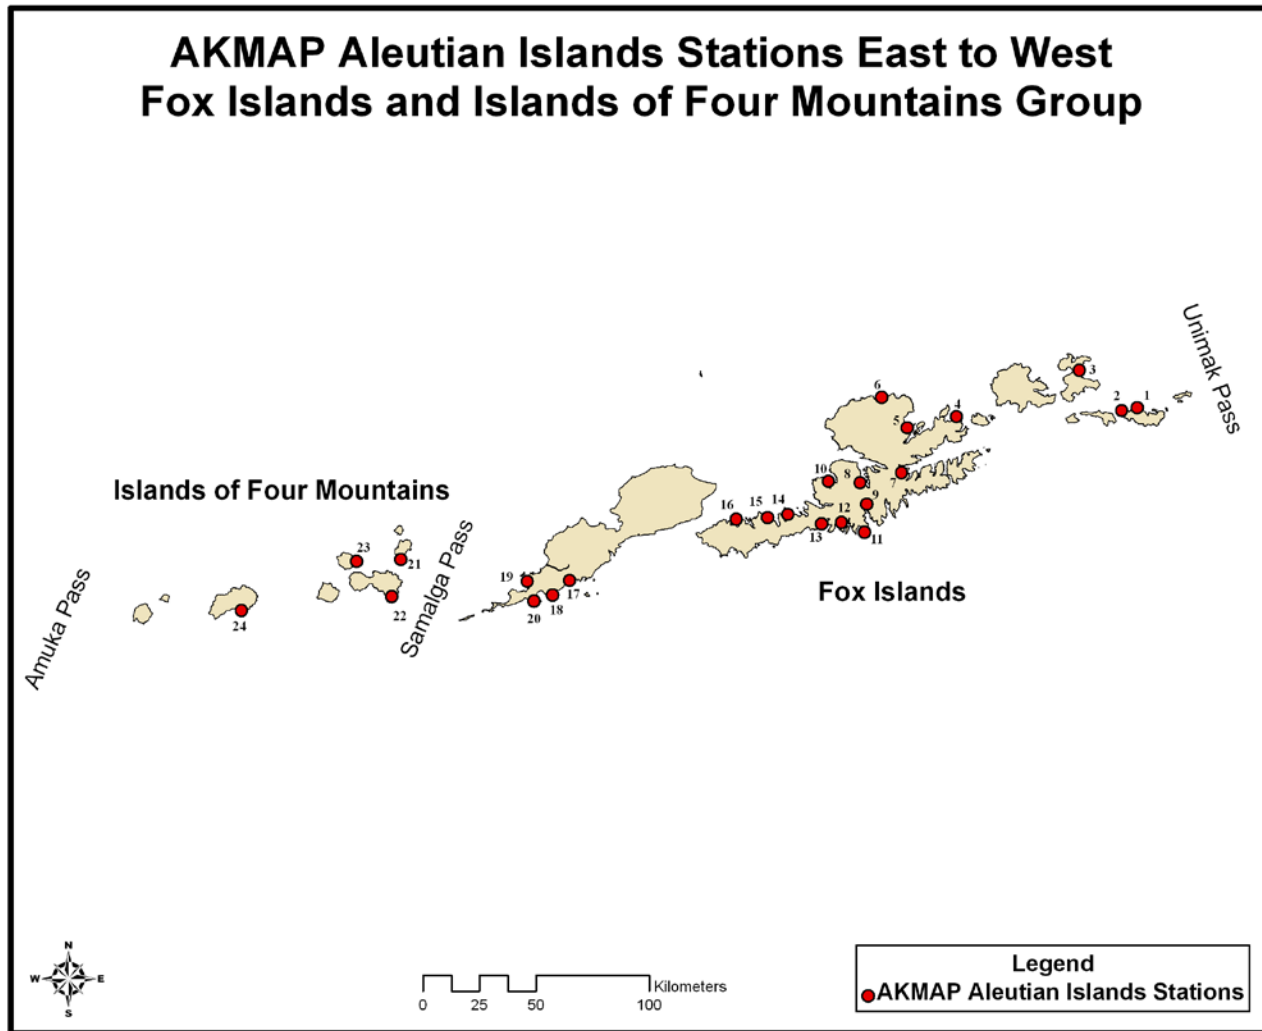 AKMAP Aleutian Islands Stations East to West
Fox Islands and Islands of Four Mountains Group
Unimak Pass
3
6
2
1
4
5
10
8
7
Islands of Four Mountains
9
16
15
14
12
13
11
Samalga Pass
23
21
19
17
Fox Islands
Amuka Pass
18
20
22
24
N
W
E
S
Kilometers
0
25
50
100
Legend
AKMAP Aleutian Islands Stations